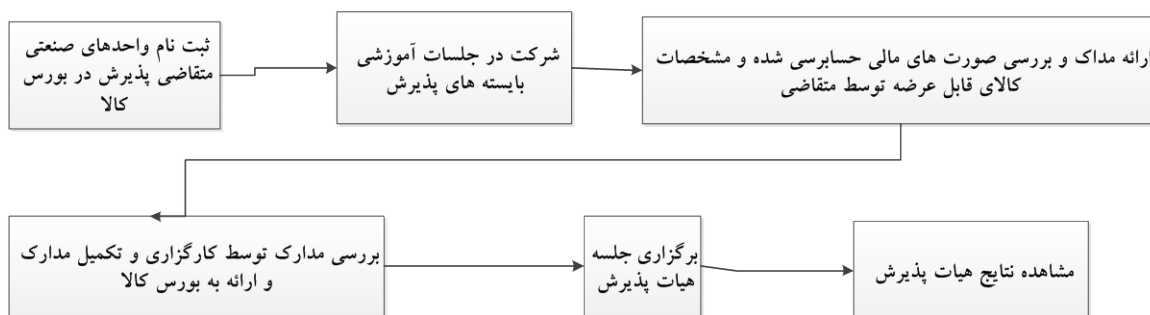 ثبت نام واحدهای صنعتی
متقاضی پذیرش در بورس
کالا
شرکت در جلسات آموزشی
بایسته های پذیرش
ارائه مداک و بررسی صورت های مالی حسابرسی شده و مشخصات
کالای قابل عرضه توسط متقاضی
بررسی مدارک توسط کارگزاری و تکمیل مدارک
و ارائه به بورس کالا
برگزاری جلسه
هیات پذیرش
مشاهده نتایج هیات پذیرش